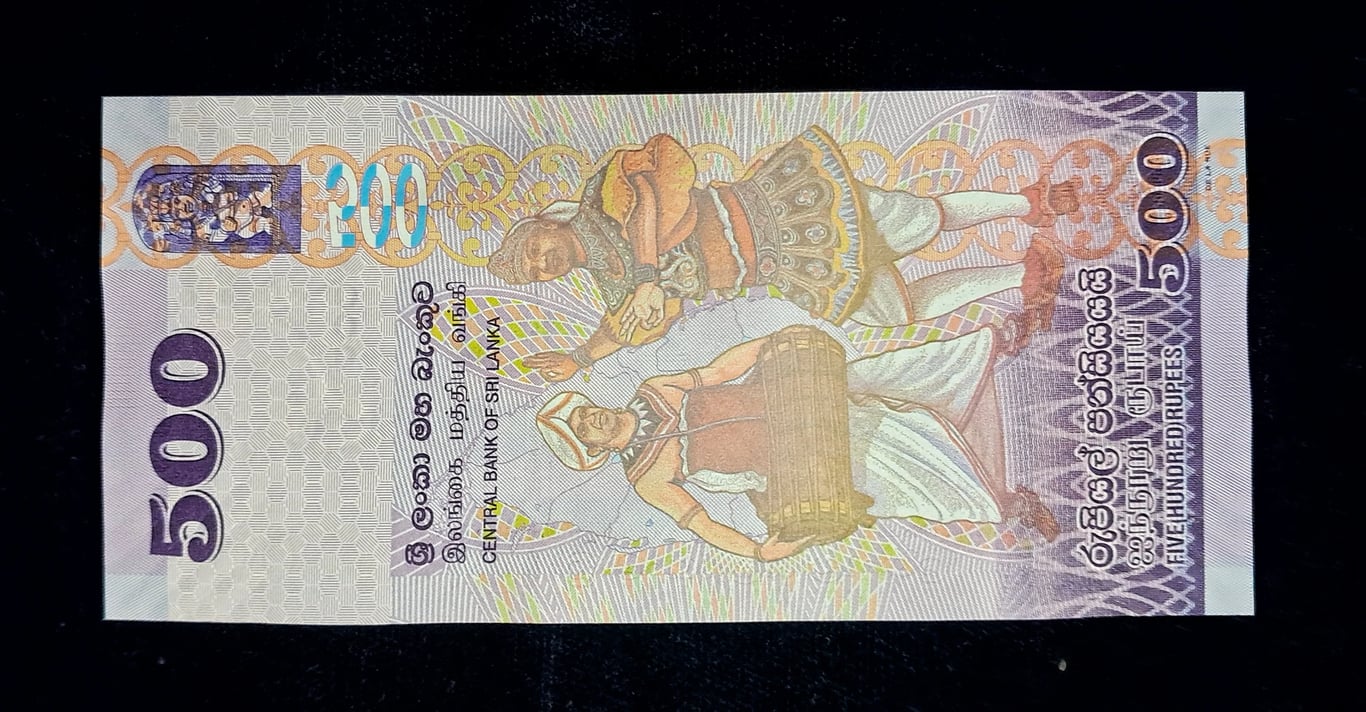 500
ශ්‍රී ලංකා මහ බැංකුව
இலங்கை மத்திய வங்கி
CENTRAL BANK OF SRI LANKA
500
රුපියල් පන්සියයයි
ஐந்நூறு ரூபாய்
FIVE HUNDRED RUPEES
500
DE LA RUE